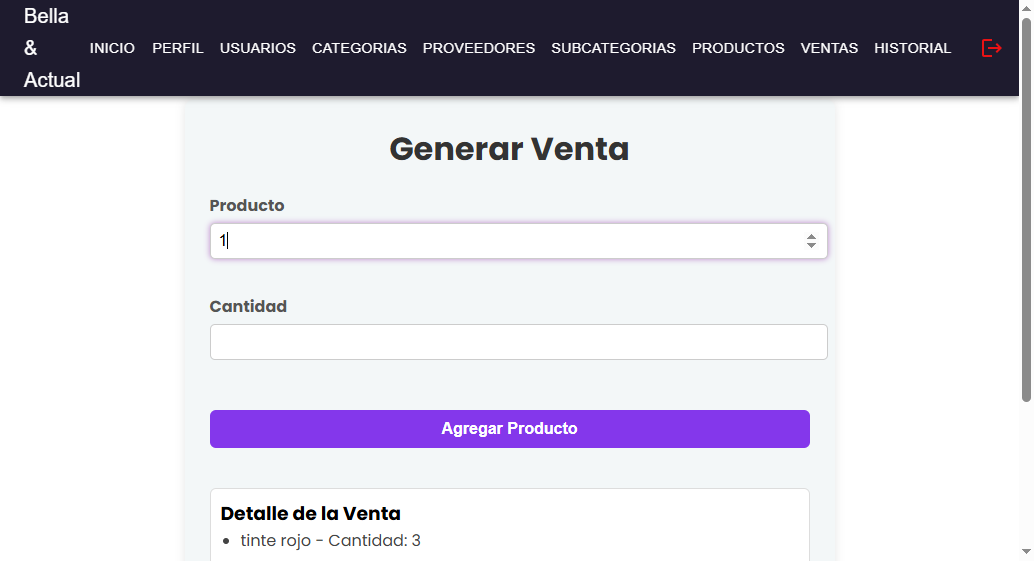 Bella
&
Actual
INICIO PERFIL USUARIOS CATEGORIAS PROVEEDORES SUBCATEGORIAS PRODUCTOS VENTAS HISTORIAL
Generar Venta
Producto
1
Cantidad
Agregar Producto
Detalle de la Venta
• tinte rojo - Cantidad: 3